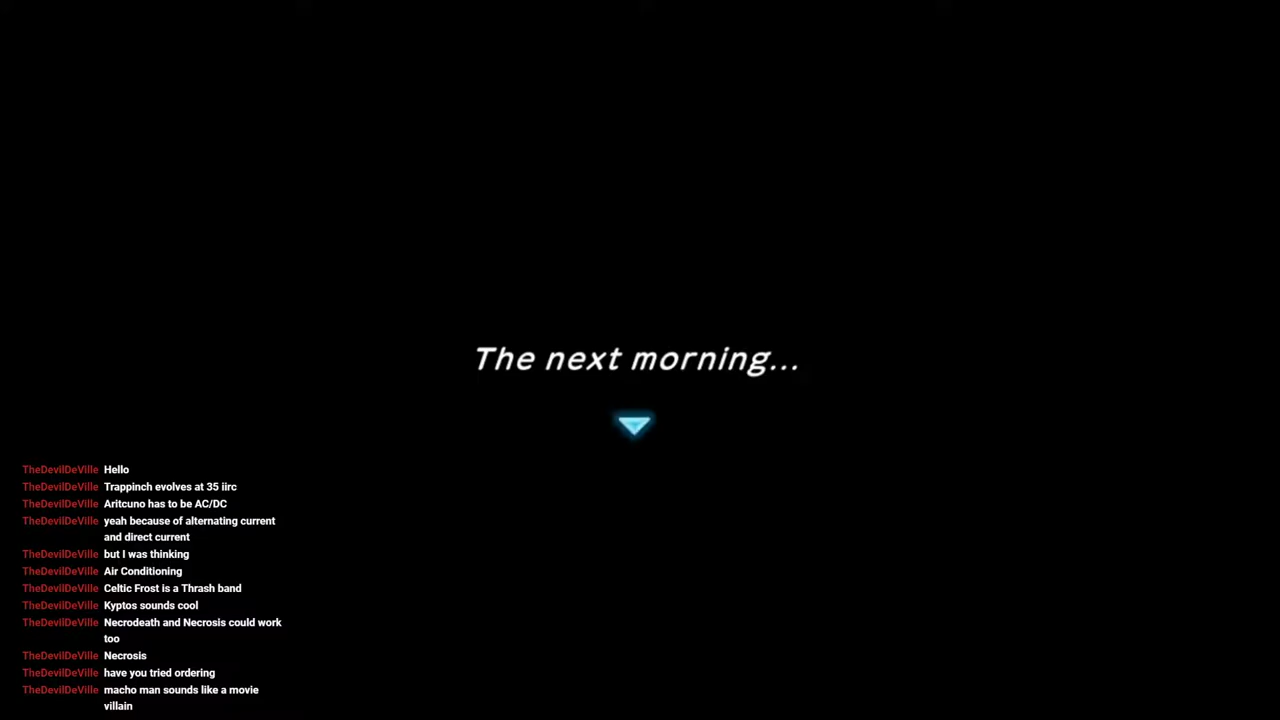 The next morning...
TheDevilDeVille Hello
TheDevilDeVille Trappinch evolves at 35 iirc
TheDevilDeVille Aritcuno has to be AC/DC
TheDevilDeVille yeah because of alternating current
and direct current
TheDevilDeVille but I was thinking
TheDevilDeVille Air Conditioning
TheDevilDeVille Celtic Frost is a Thrash band
TheDevilDeVille Kyptos sounds cool
TheDevilDeVille Necrodeath and Necrosis could work
too
TheDevilDeVille Necrosis
TheDevilDeVille have you tried ordering
TheDevilDeVille macho man sounds like a movie
villain